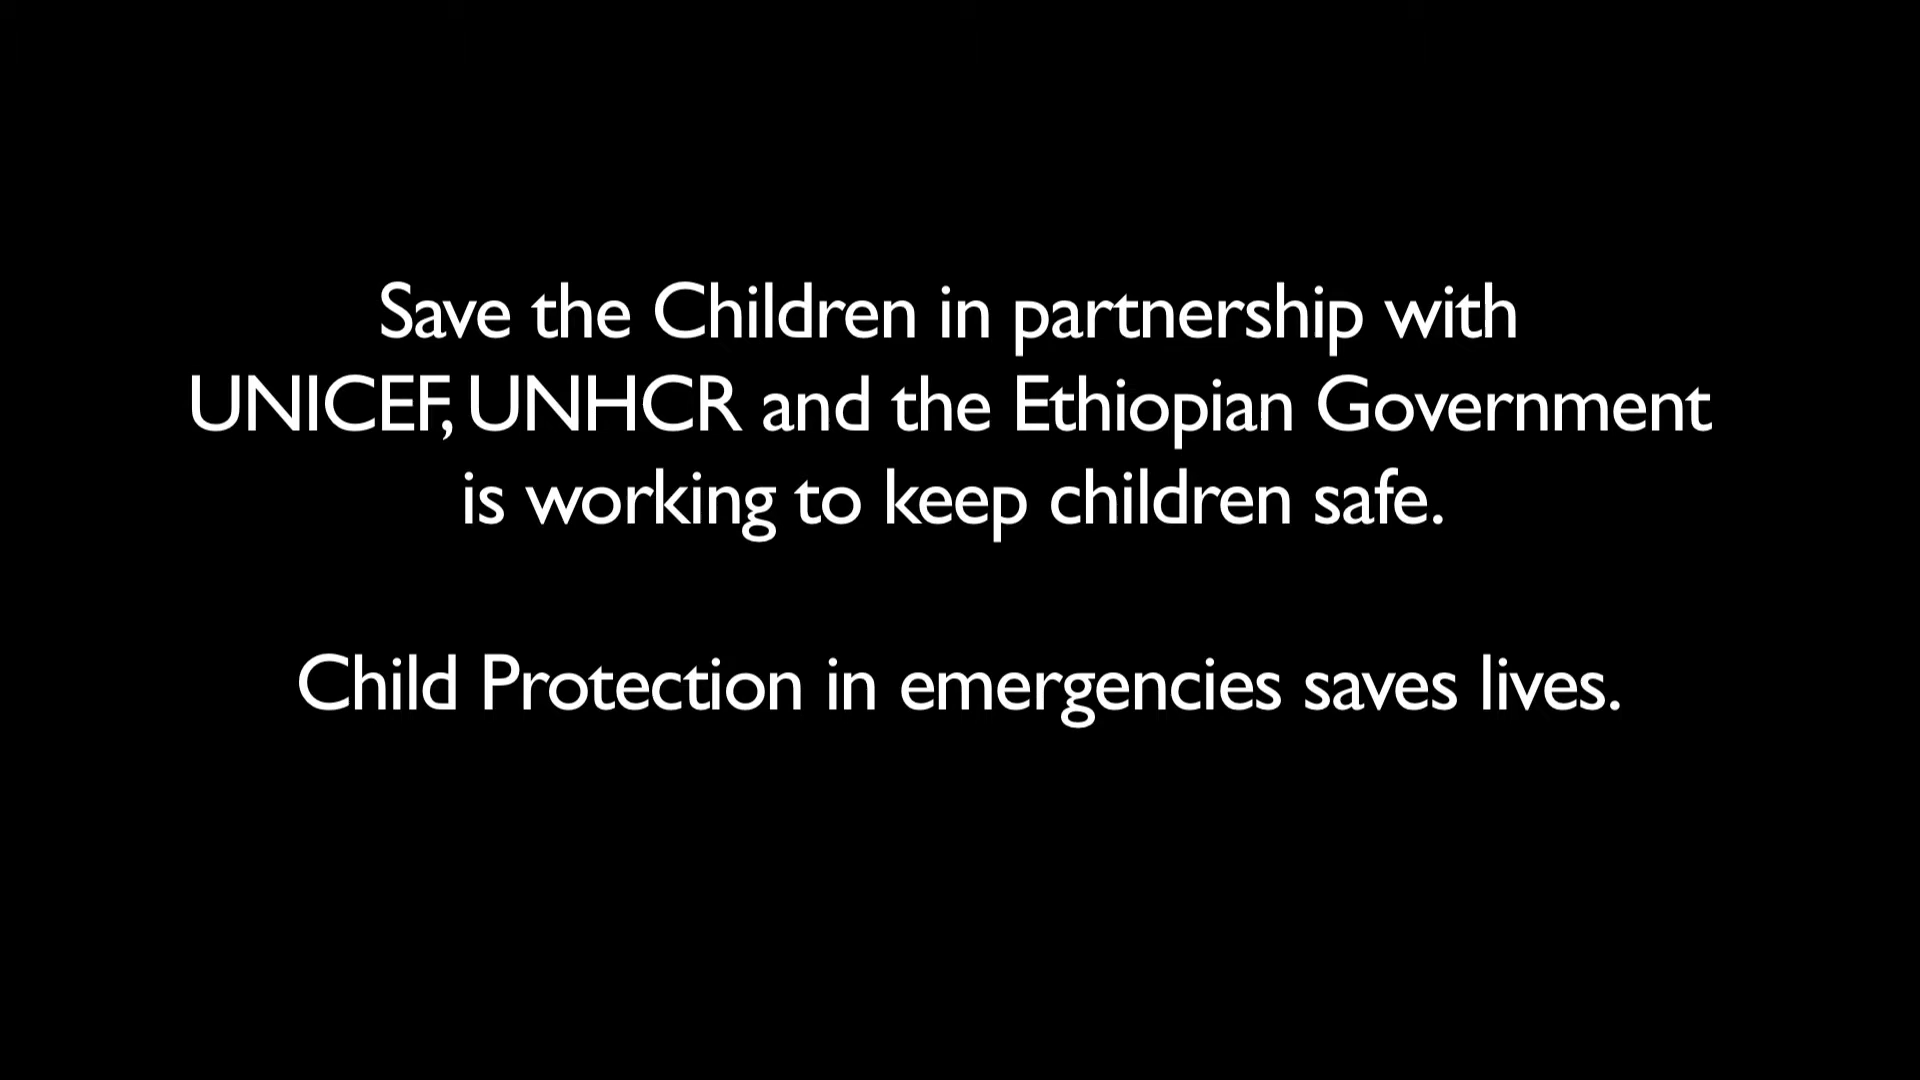 Save the Children in partnership with
UNICEF, UNHCR and the Ethiopian Government
is working to keep children safe.
Child Protection in emergencies saves lives.